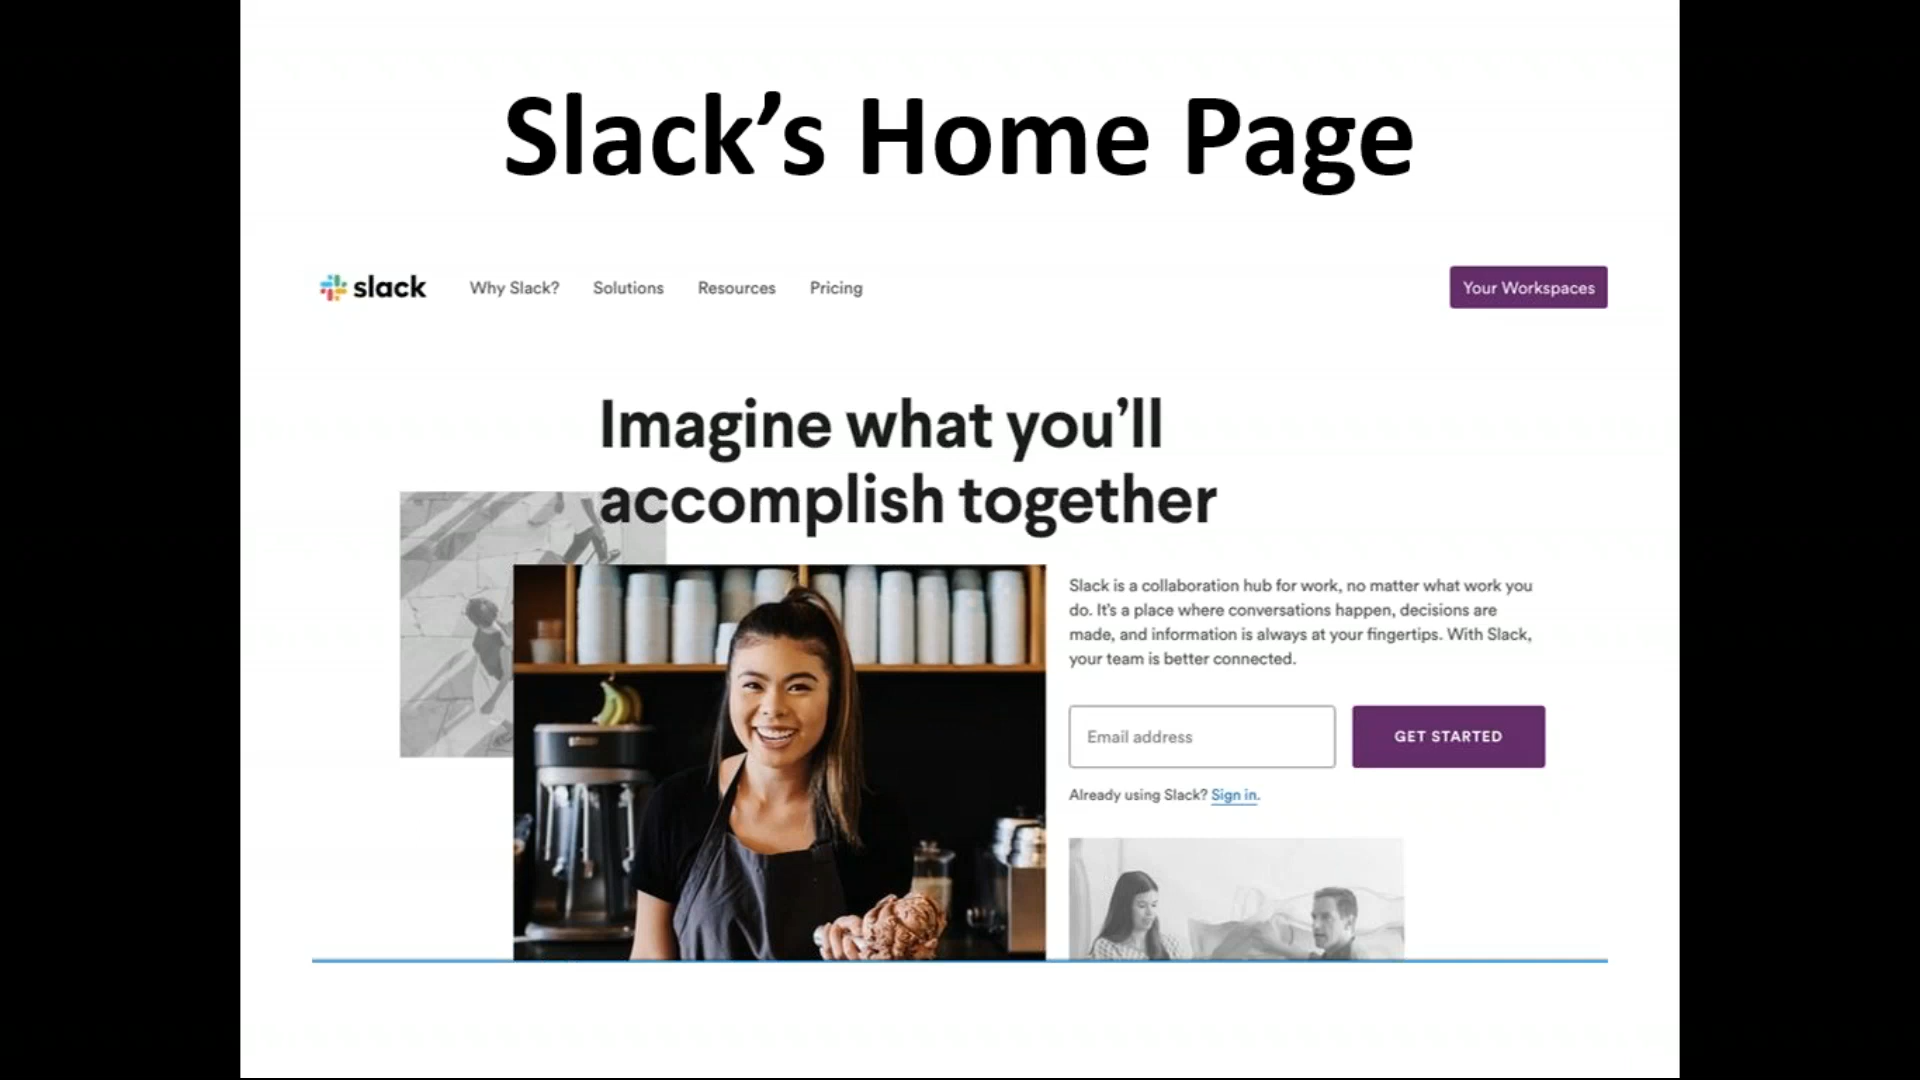 Slack’s Home Page
slack Why Slack? Solutions Resources Pricing Your Workspaces
Imagine what you’ll
accomplish together
Slack is a collaboration hub for work, no matter what work you
do. It’s a place where conversations happen, decisions are
made, and information is always at your fingertips. With Slack,
your team is better connected.
Email address GET STARTED
Already using Slack? Sign in.